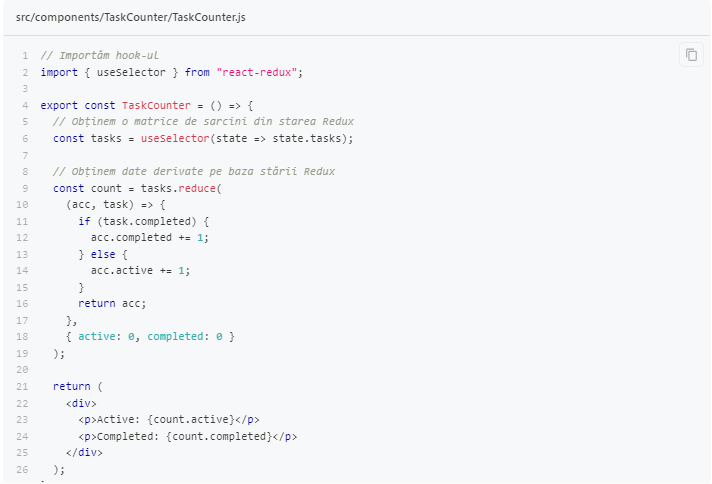 src/components/TaskCounter/TaskCounter.js
1 // Importăm hook-ul
2 import { useSelector } from "react-redux";
3
4 export const TaskCounter = () => {
5   // Obținem o matrice de sarcini din starea Redux
6   const tasks = useSelector(state => state.tasks);
7
8   // Obținem date derivate pe baza stării Redux
9   const count = tasks.reduce(
10     (acc, task) => {
11       if (task.completed) {
12         acc.completed += 1;
13       } else {
14         acc.active += 1;
15       }
16       return acc;
17     },
18     { active: 0, completed: 0 }
19   );
20
21   return (
22     <div>
23       <p>Active: {count.active}</p>
24       <p>Completed: {count.completed}</p>
25     </div>
26   );